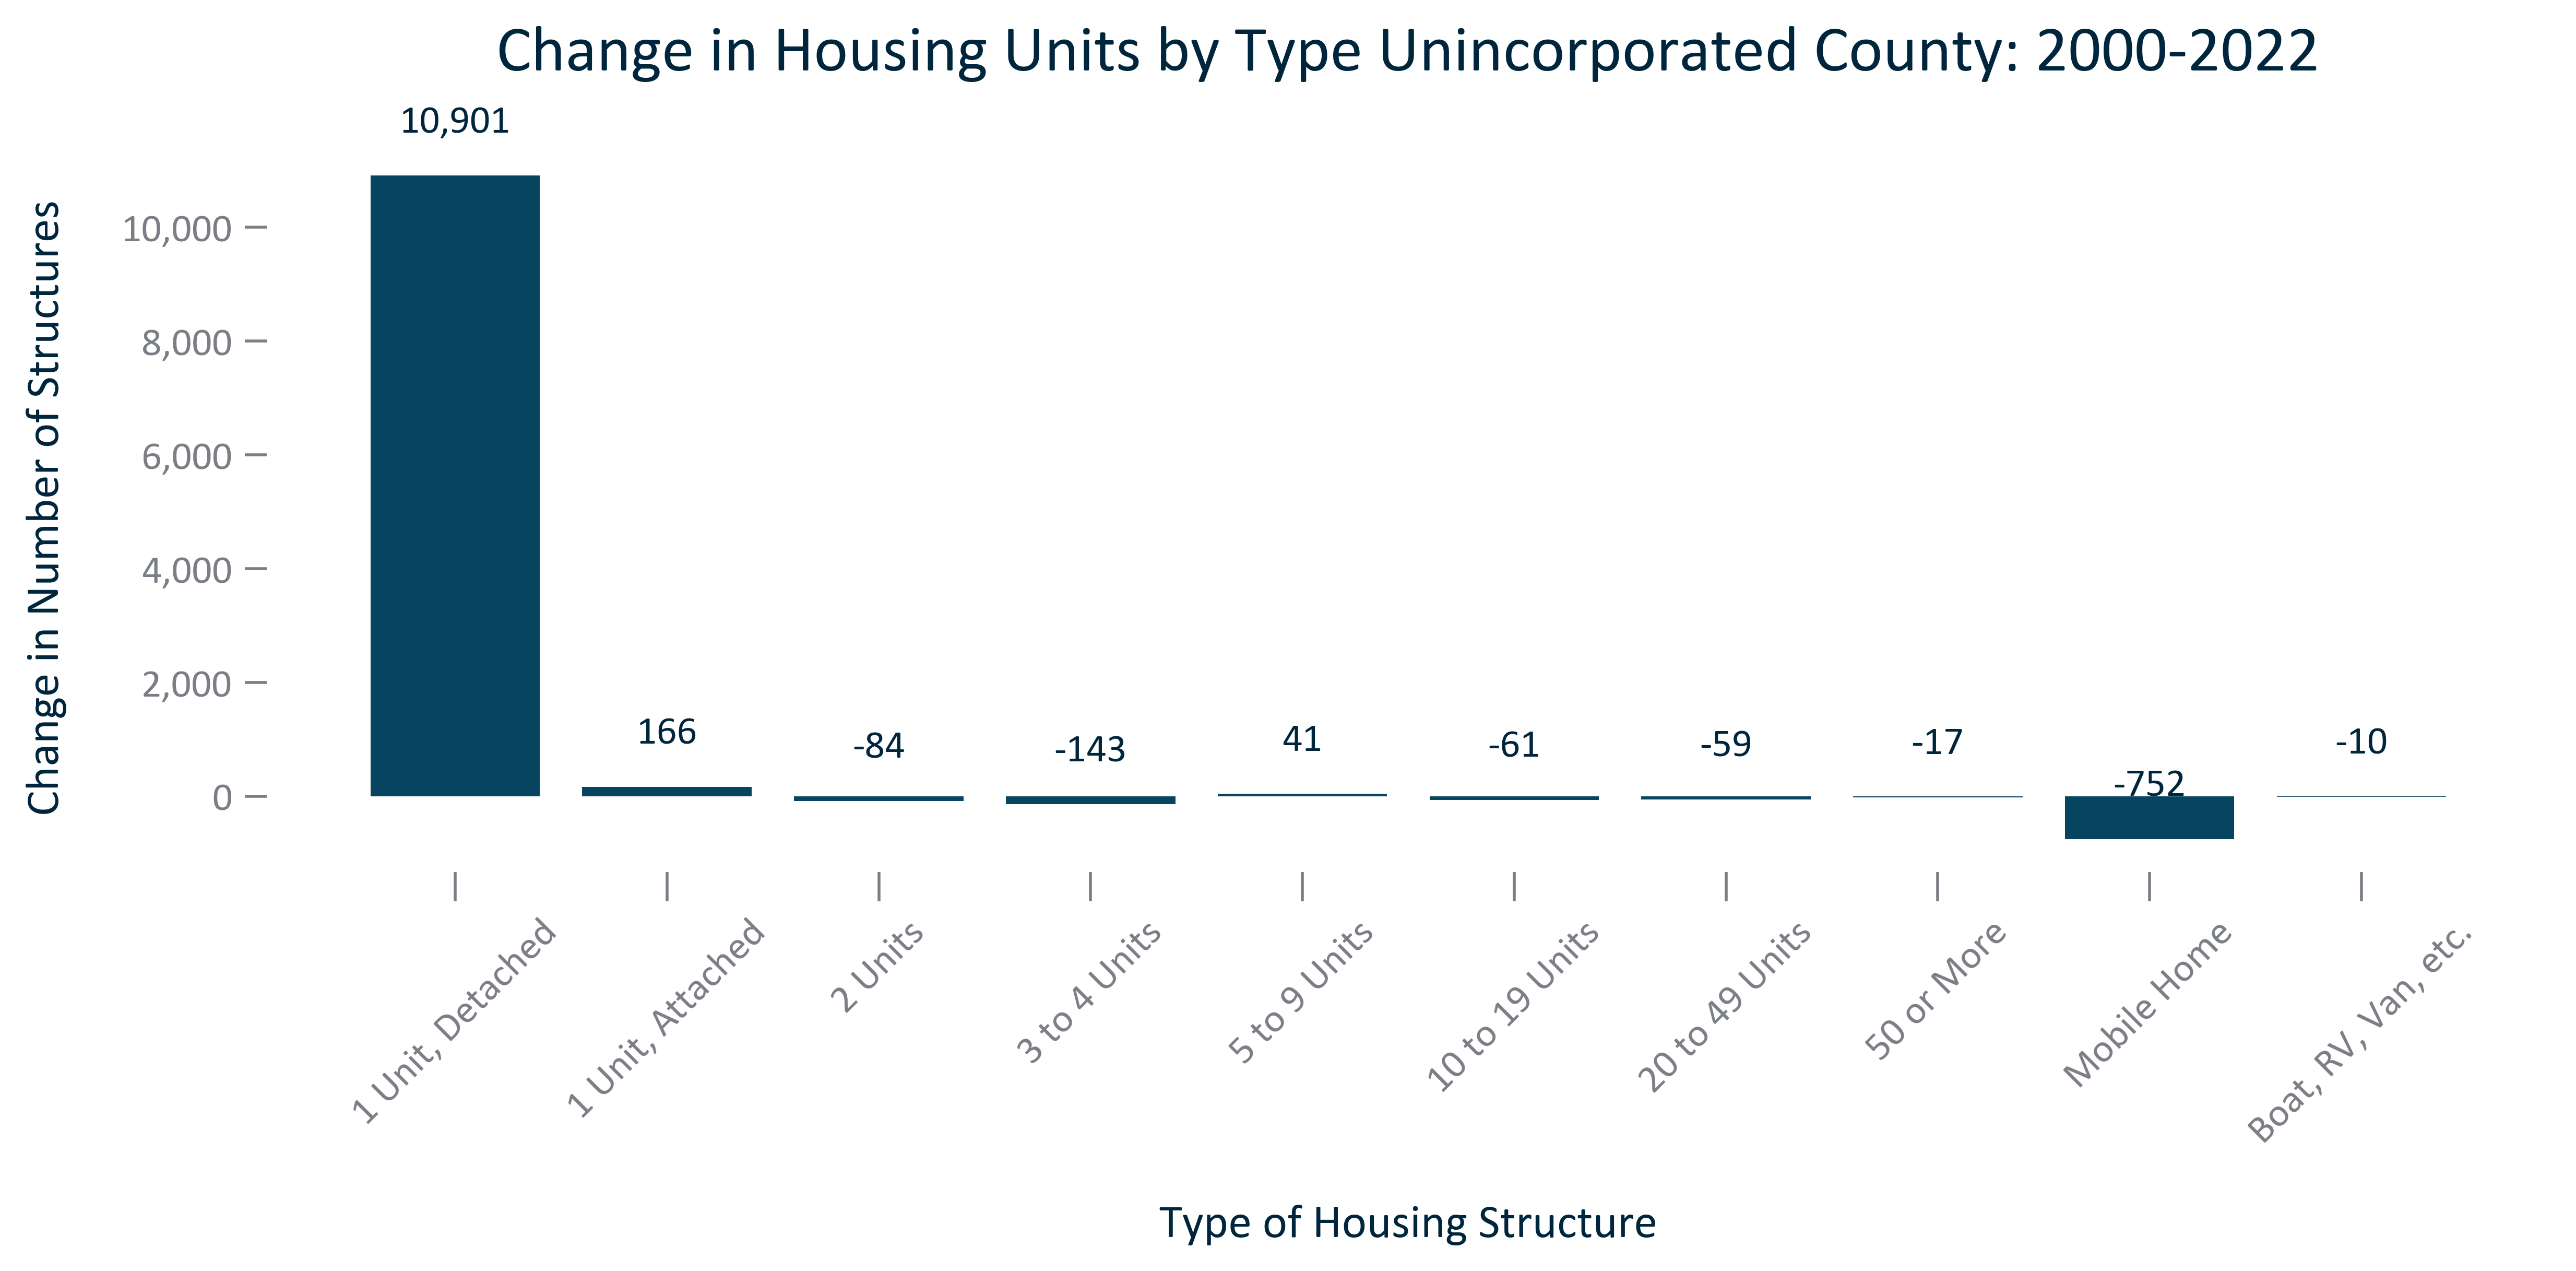 Change in Housing Units by Type Unincorporated County: 2000-2022
Change in Number of Structures
10,000
8,000
6,000
4,000
2,000
0
10,901
166
-84
-143
41
-61
-59
-17
-752
-10
1 Unit, Detached
1 Unit, Attached
2 Units
3 to 4 Units
5 to 9 Units
10 to 19 Units
20 to 49 Units
50 or More
Mobile Home
Boat, RV, Van, etc.
Type of Housing Structure